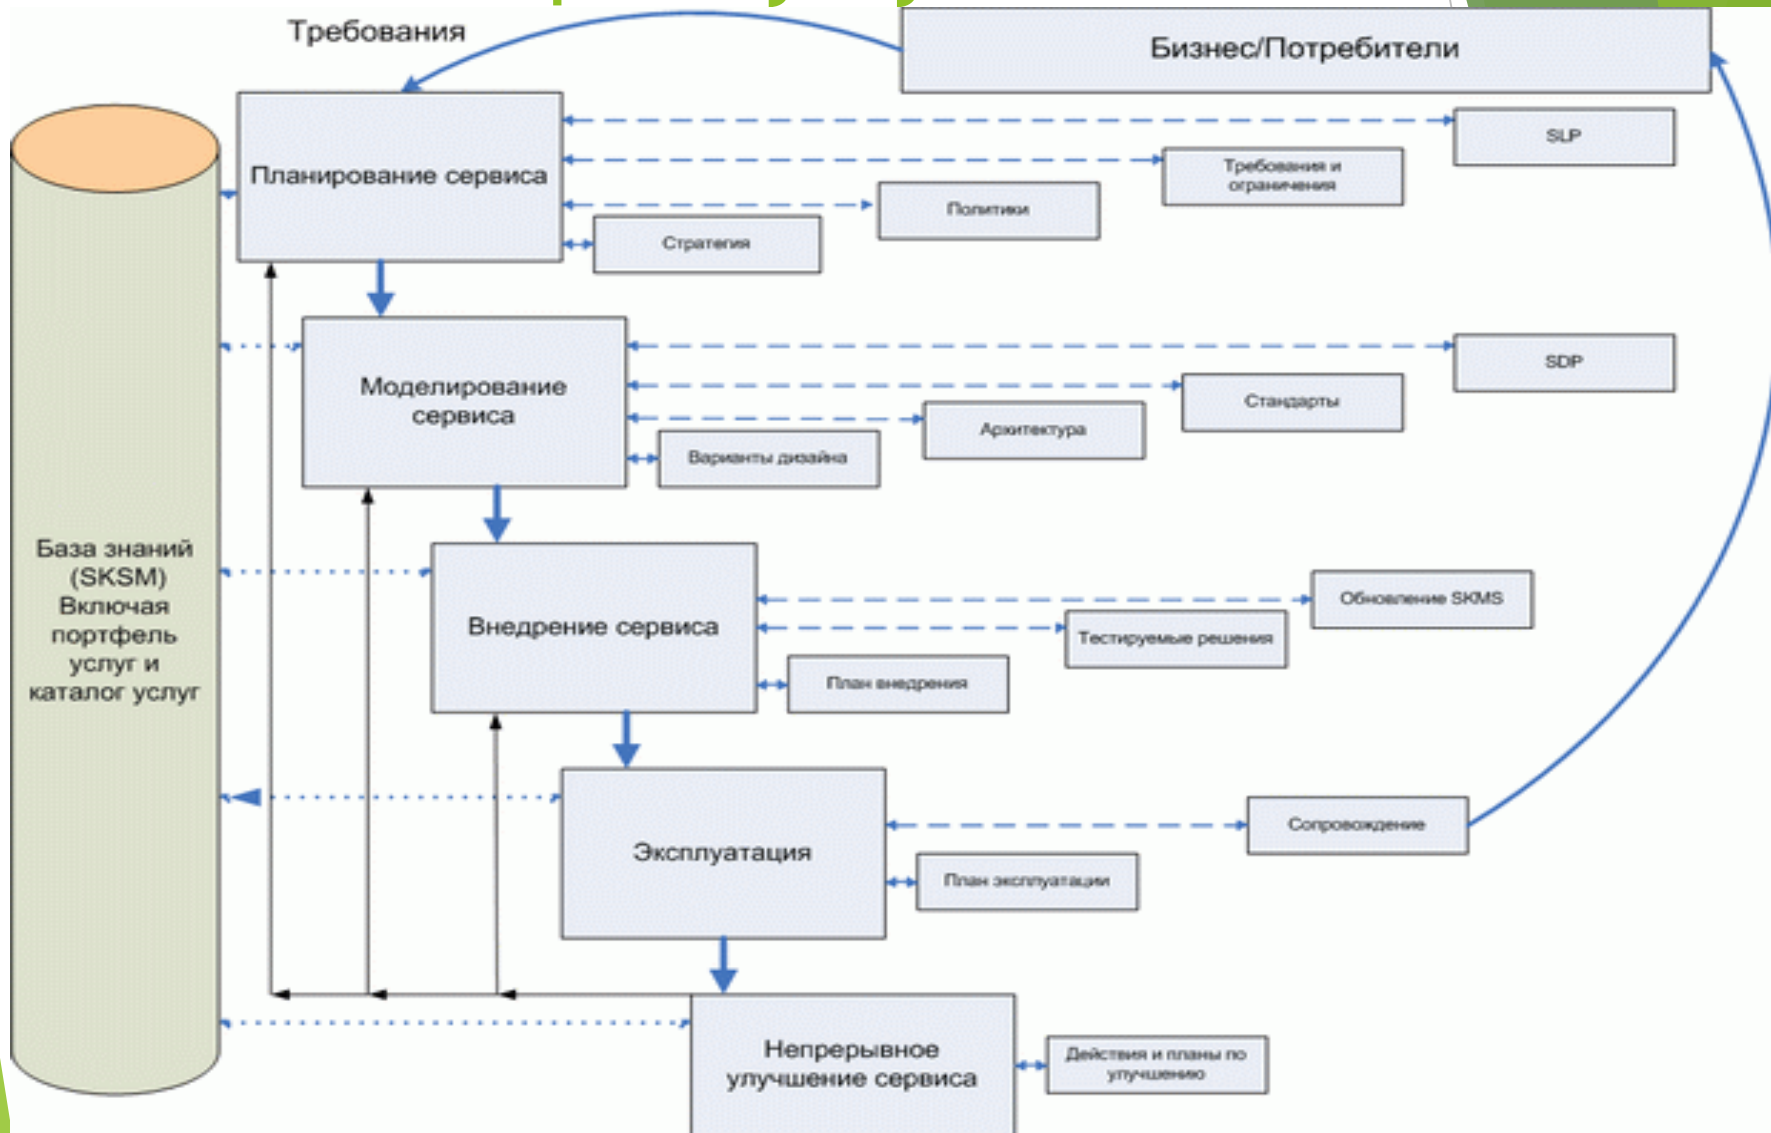 Требования
Бизнес/Потребители
Планирование сервиса
SLP
Требования и
ограничения
Политики
Стратегия
Моделирование
сервиса
SDP
Стандарты
Архитектура
Варианты дизайна
База знаний
(SKSM)
Включая
портфель
услуг и
каталог услуг
Внедрение сервиса
Обновление SKMS
Тестируемые решения
План внедрения
Эксплуатация
Сопровождение
План эксплуатации
Непрерывное
улучшение сервиса
Действия и планы по
улучшению